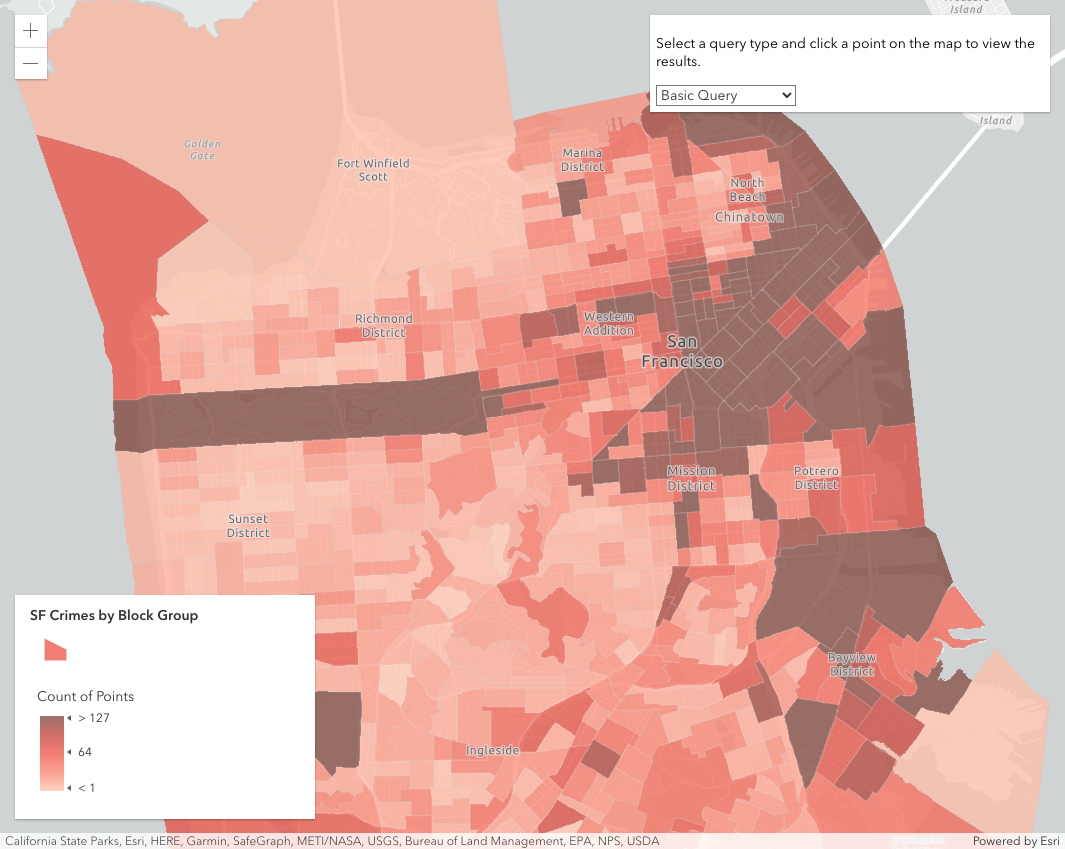 +
−
Select a query type and click a point on the map to view the
results.
Basic Query
Island
Island
Golden
Gate
Fort Winfield
Scott
Marina
District
North
Beach
Chinatown
Richmond
District
Western
Addition
San
Francisco
Mission
District
Potrero
District
Sunset
District
Bayview
District
Ingleside
SF Crimes by Block Group
Count of Points
> 127
64
< 1
California State Parks, Esri, HERE, Garmin, SafeGraph, METI/NASA, USGS, Bureau of Land Management, EPA, NPS, USDA
Powered by Esri